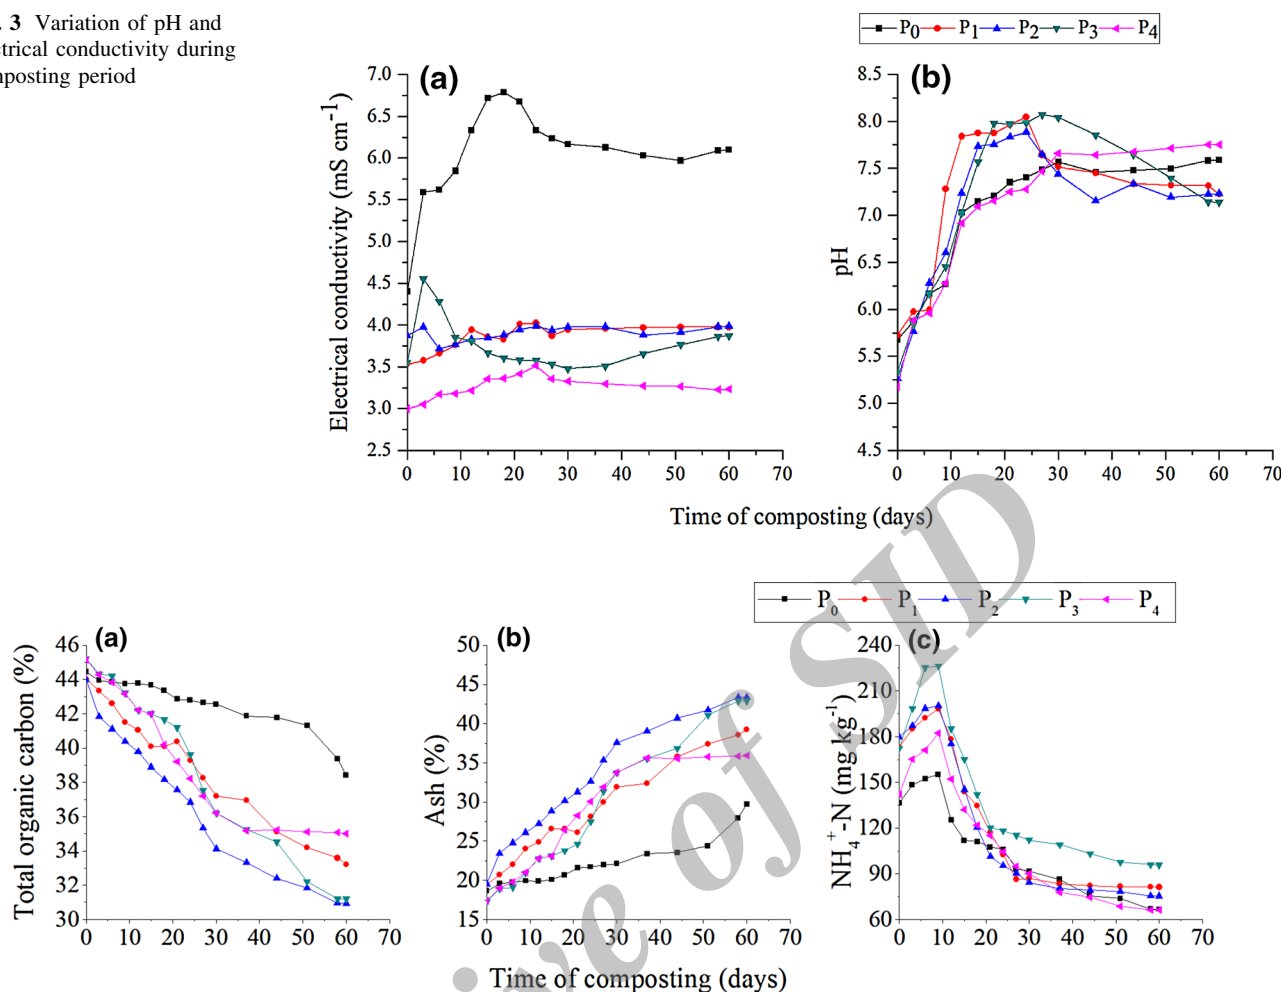 . 3 Variation of pH and
trical conductivity during
mposting period
P0 P1 P2 P3 P4
(a)
7.0
6.5
6.0
5.5
5.0
4.5
4.0
3.5
3.0
2.5
Electrical conductivity (mS cm⁻¹)
0 10 20 30 40 50 60 70
(b)
8.5
8.0
7.5
7.0
6.5
6.0
5.5
5.0
4.5
pH
0 10 20 30 40 50 60 70
Time of composting (days)
P0 P1 P2 P3 P4
(a)
46
44
42
40
38
36
34
32
30
Total organic carbon (%)
0 10 20 30 40 50 60 70
(b)
50
45
40
35
30
25
20
15
Ash (%)
0 10 20 30 40 50 60 70
(c)
240
210
180
150
120
90
60
NH₄⁺-N (mg kg⁻¹)
0 10 20 30 40 50 60 70
Time of composting (days)
ive of SID